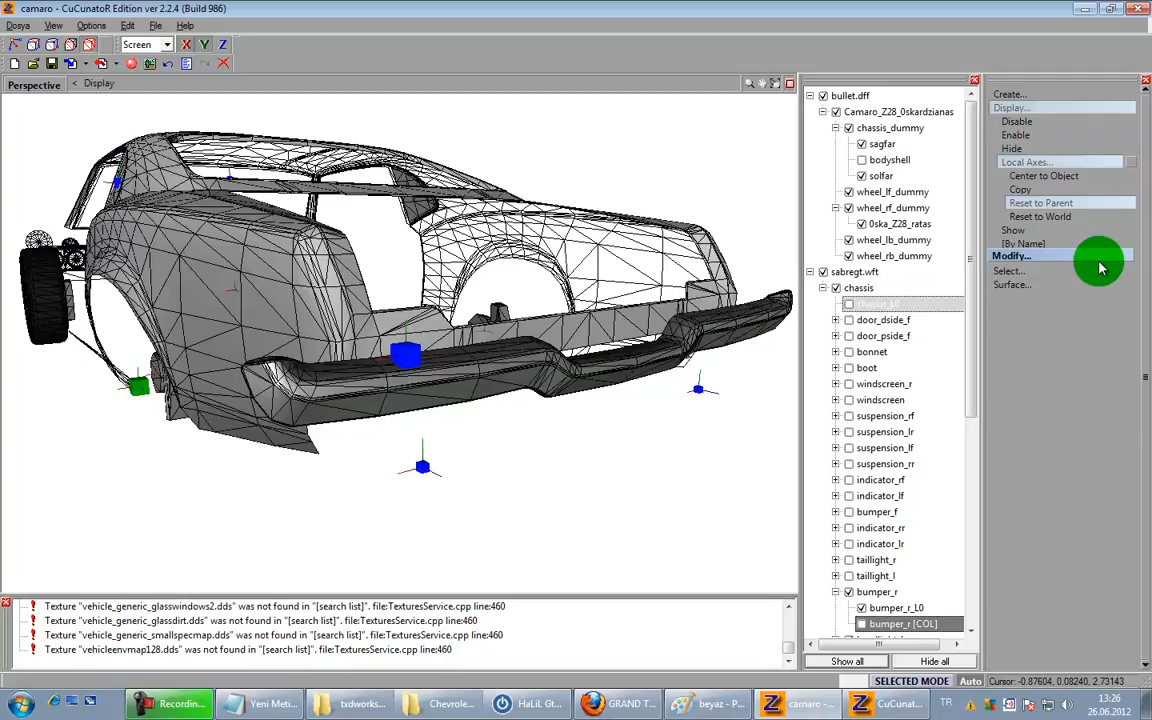 camaro - CuCunatoR Edition ver 2.2.4 ( Build 986)
Dosya View Options Edit File Help
Screen X Y Z
Perspective < Display
bullet.dff
Camaro_Z28_0skardzianas
chassis_dummy
sagfar
bodyshell
solfar
wheel_lf_dummy
wheel_rf_dummy
0ska_Z28_ratas
wheel_lb_dummy
wheel_rb_dummy
sabregt.wft
chassis
chassis_L0
door_dside_f
door_pside_f
bonnet
boot
windscreen_r
windscreen
suspension_rf
suspension_lr
suspension_lf
suspension_rr
indicator_rf
indicator_lf
bumper_f
indicator_rr
indicator_lr
taillight_r
taillight_l
bumper_r
bumper_r_L0
bumper_r [COL]
Show all Hide all
Create...
Display...
Disable
Enable
Hide
Local Axes...
Center to Object
Copy
Reset to Parent
Reset to World
Show
[By Name]
Modify...
Select...
Surface...
Texture "vehicle_generic_glasswindows2.dds" was not found in "[search list]". file:TexturesService.cpp line:460
Texture "vehicle_generic_glassdirt.dds" was not found in "[search list]". file:TexturesService.cpp line:460
Texture "vehicle_generic_smallspecmap.dds" was not found in "[search list]". file:TexturesService.cpp line:460
Texture "vehicleenvmap128.dds" was not found in "[search list]". file:TexturesService.cpp line:460
SELECTED MODE Auto Cursor: -0.87604, 0.08240, 2.73143
Recordin... Yeni Meti... txdworks... Chevrole... HaLiL Gt... GRAND T... beyaz - P... camaro -... CuCunat... TR 13:26
26.06.2012